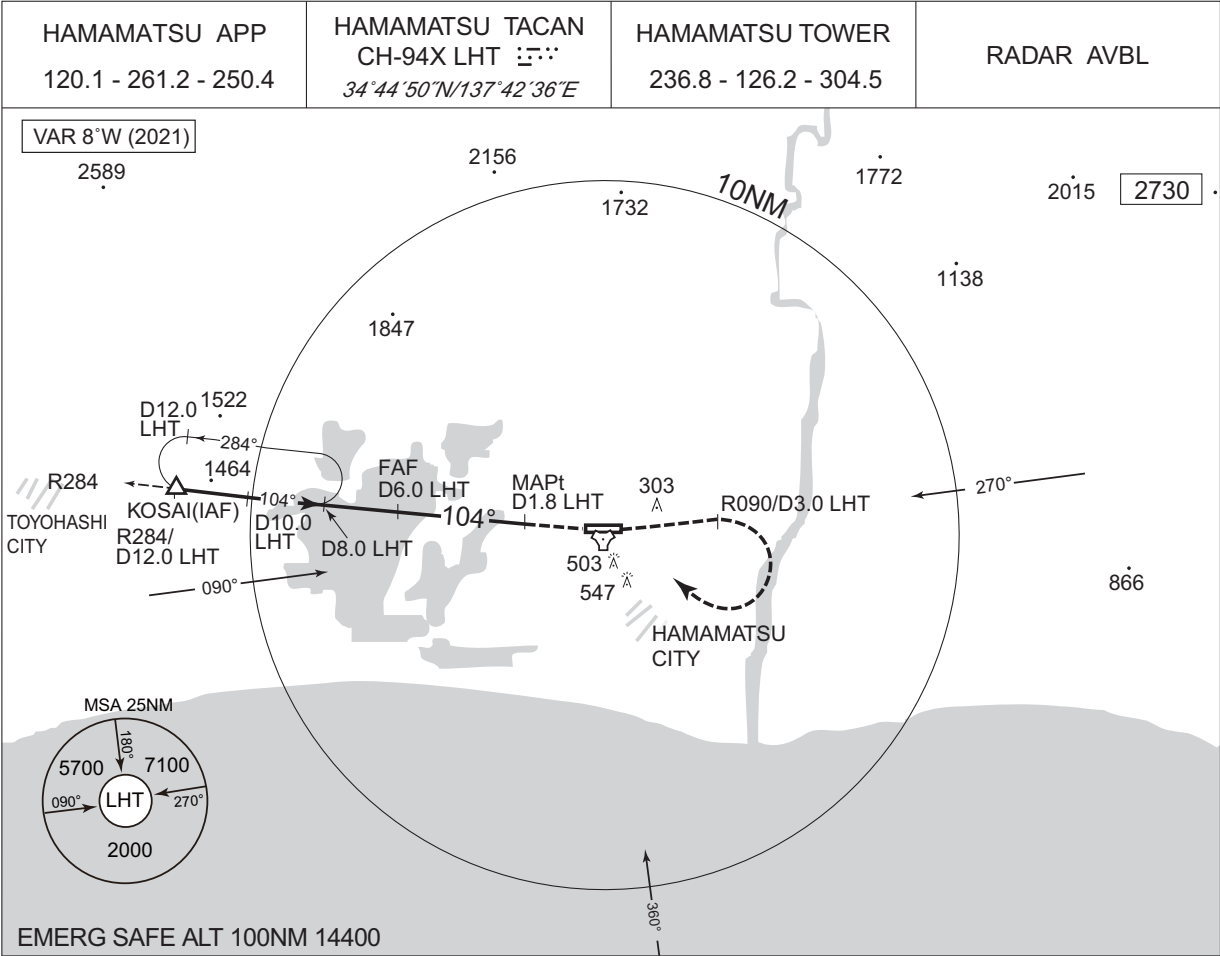 HAMAMATSU APP
120.1 - 261.2 - 250.4
HAMAMATSU TACAN
CH-94X LHT
34°44´50˝N/137°42´36˝E
HAMAMATSU TOWER
236.8 - 126.2 - 304.5
RADAR AVBL
VAR 8°W (2021)
2589
2156
1732
10NM
1772
2015
2730
1138
1847
D12.0
LHT
1522
284°
1464
R284
TOYOHASHI
CITY
KOSAI(IAF)
R284/
D12.0 LHT
104°
D10.0
LHT
D8.0 LHT
FAF
D6.0 LHT
104°
MAPt
D1.8 LHT
303
R090/D3.0 LHT
270°
090°
503
547
HAMAMATSU
CITY
866
MSA 25NM
180°
5700
7100
090°
LHT
270°
2000
360°
EMERG SAFE ALT 100NM 14400